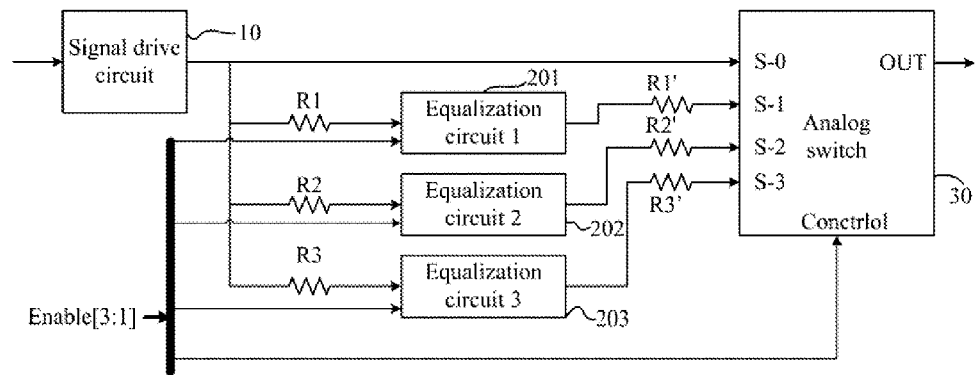 10
Signal drive
circuit
S-0
OUT
201
R1
Equalization
circuit 1
R1'
S-1
Analog
switch
R2'
S-2
R2
Equalization
circuit 2
202
R3'
S-3
30
Conctrlol
R3
Equalization
circuit 3
203
Enable[3:1]